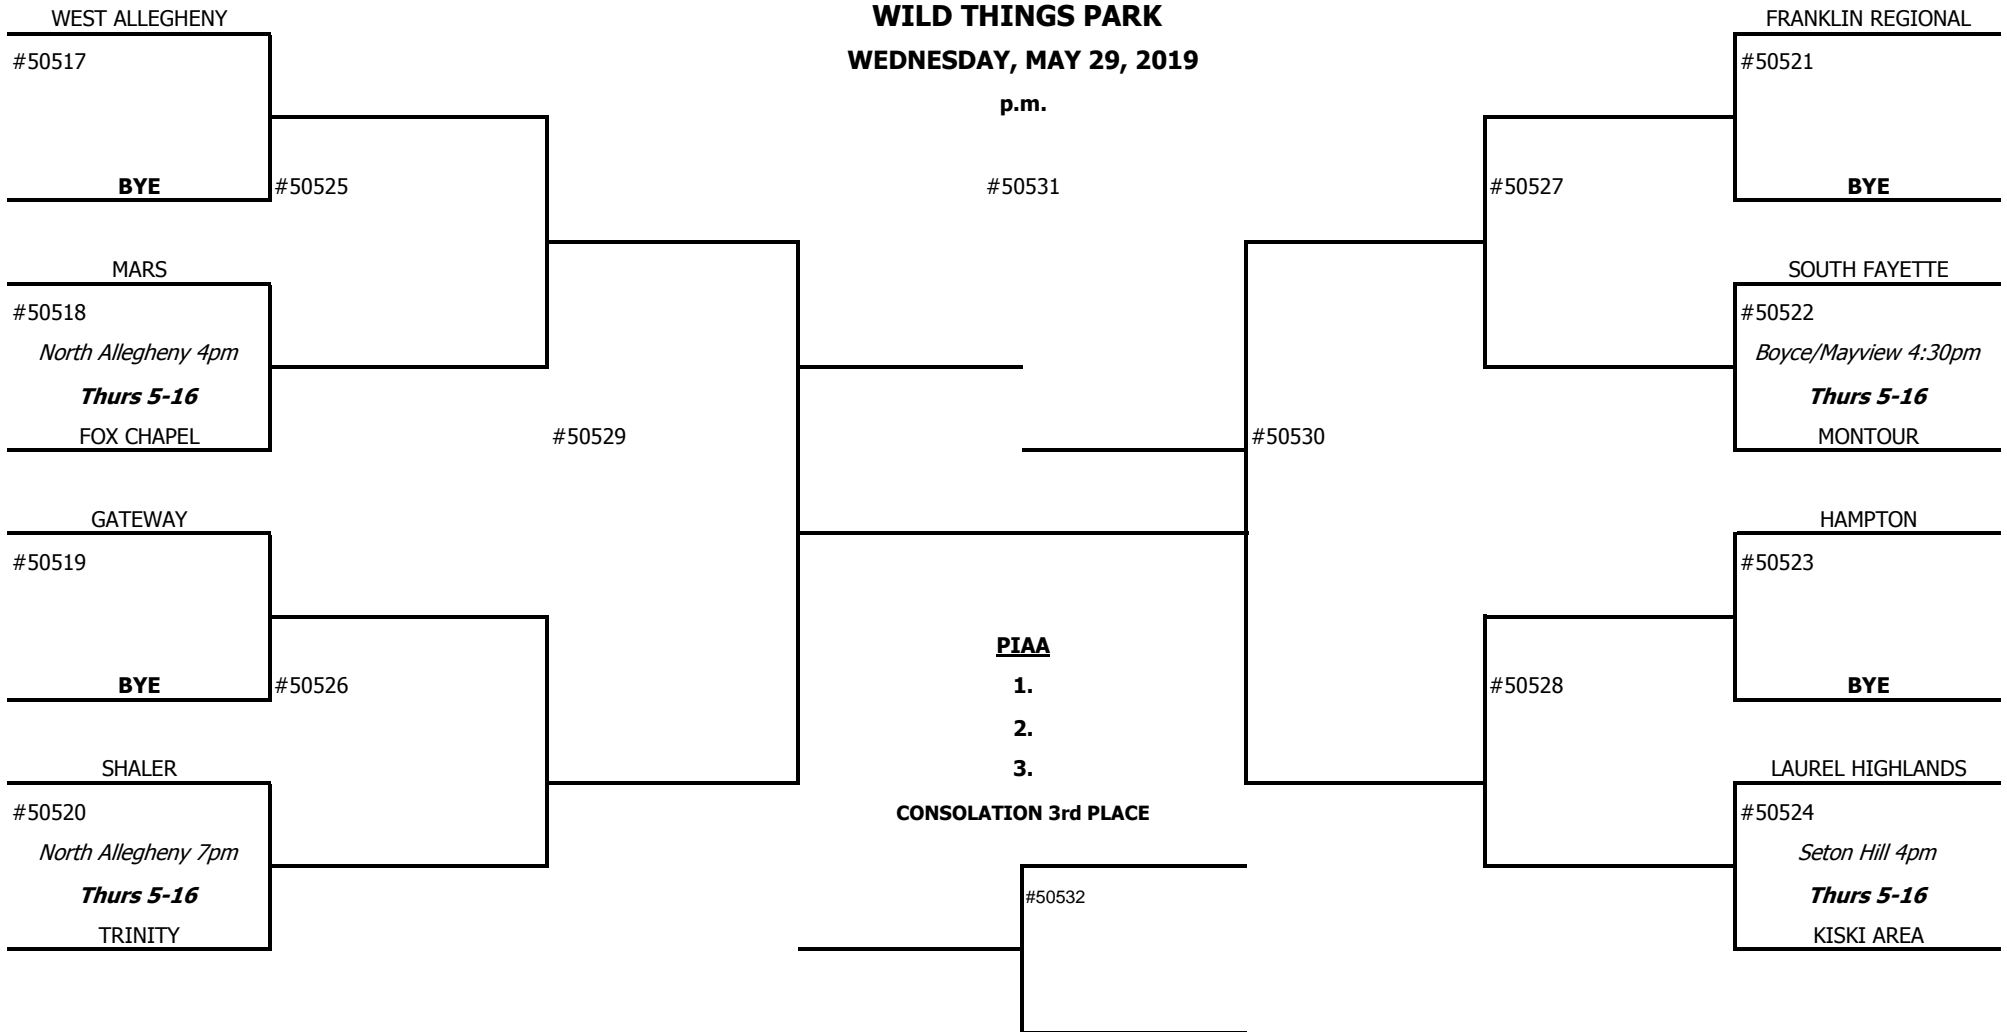 WEST ALLEGHENY
#50517
BYE
#50525
MARS
#50518
North Allegheny 4pm
Thurs 5-16
FOX CHAPEL
#50529
GATEWAY
#50519
BYE
#50526
SHALER
#50520
North Allegheny 7pm
Thurs 5-16
TRINITY
WILD THINGS PARK
WEDNESDAY, MAY 29, 2019
p.m.
#50531
PIAA
1.
2.
3.
CONSOLATION 3rd PLACE
#50532
FRANKLIN REGIONAL
#50521
BYE
#50527
SOUTH FAYETTE
#50522
Boyce/Mayview 4:30pm
Thurs 5-16
MONTOUR
#50530
HAMPTON
#50523
BYE
#50528
LAUREL HIGHLANDS
#50524
Seton Hill 4pm
Thurs 5-16
KISKI AREA